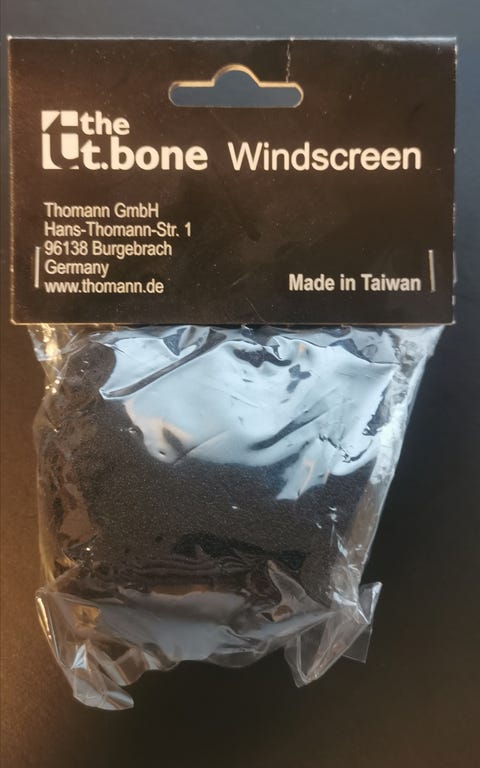 the
t.bone Windscreen
Thomann GmbH
Hans-Thomann-Str. 1
96138 Burgebrach
Germany
www.thomann.de
Made in Taiwan